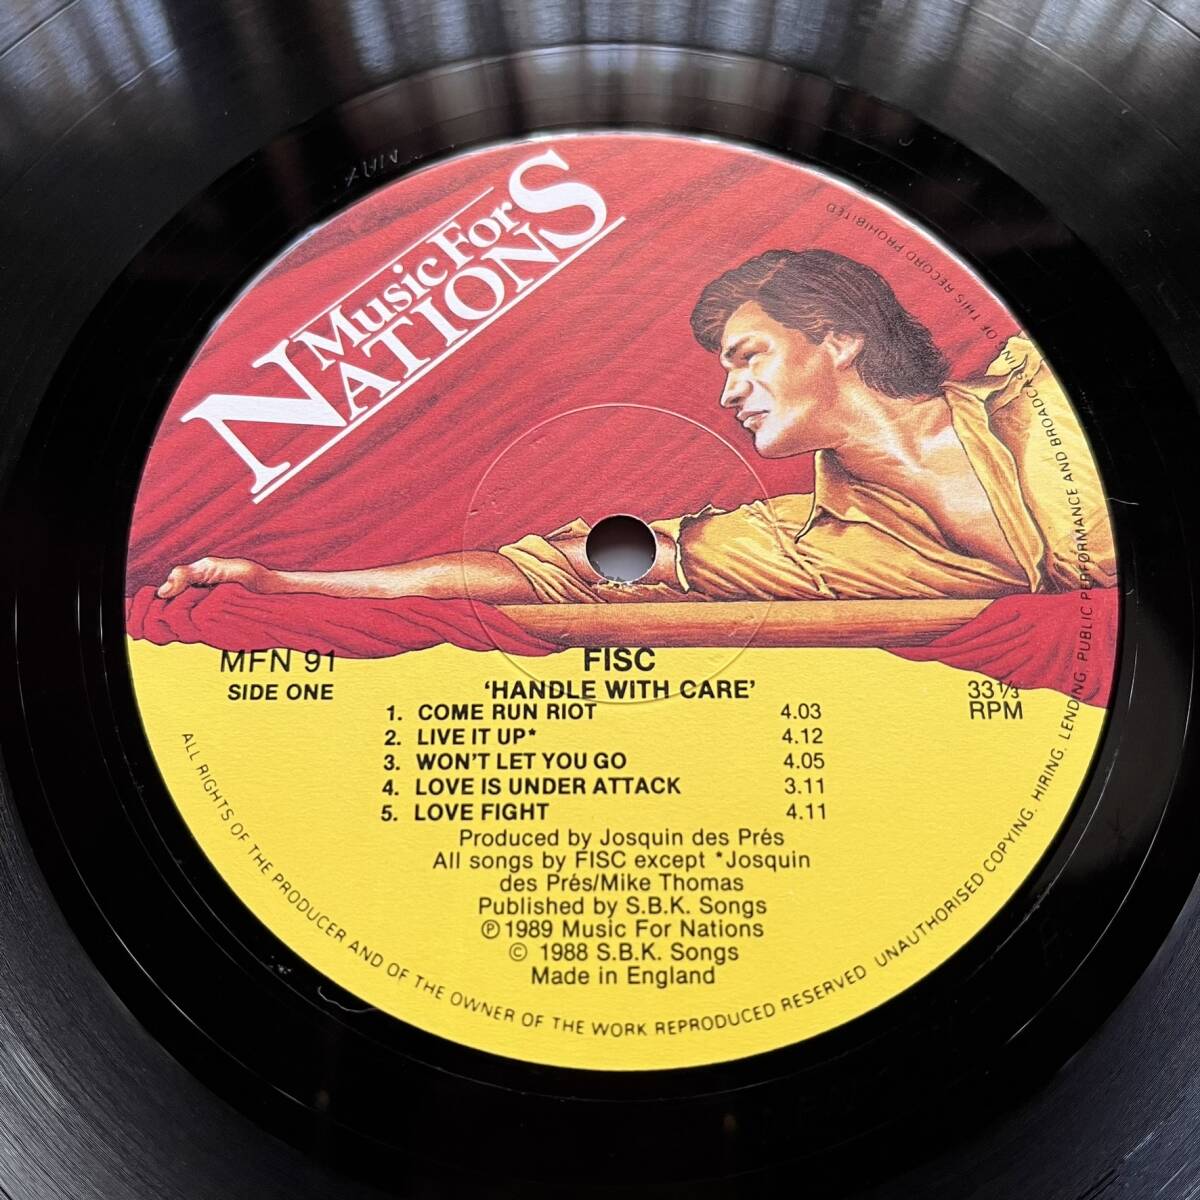 Music For
NATIONS
MFN 91
SIDE ONE
FISC
'HANDLE WITH CARE'
33⅓
RPM
1. COME RUN RIOT 4.03
2. LIVE IT UP* 4.12
3. WON'T LET YOU GO 4.05
4. LOVE IS UNDER ATTACK 3.11
5. LOVE FIGHT 4.11
Produced by Josquin des Prés
All songs by FISC except *Josquin
des Prés/Mike Thomas
Published by S.B.K. Songs
℗ 1989 Music For Nations
© 1988 S.B.K. Songs
Made in England
ALL RIGHTS OF THE PRODUCER AND OF THE OWNER OF THE WORK REPRODUCED RESERVED UNAUTHORISED COPYING, HIRING, LENDING, PUBLIC PERFORMANCE AND BROADCASTING OF THIS RECORD PROHIBITED